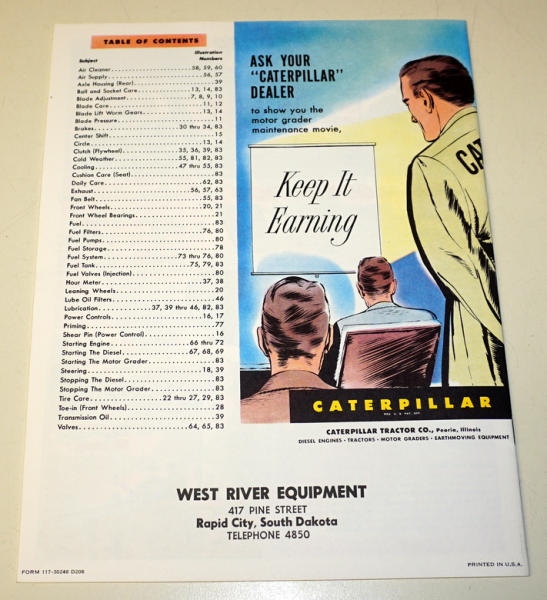 TABLE OF CONTENTS
Subject Illustration Numbers
Air Cleaner 58, 59, 60
Air Supply 56, 57
Axle Housing (Rear) 39
Ball and Socket Care 13, 14, 83
Blade Adjustment 7, 8, 9, 10
Blade Care 11, 12
Blade Lift Worm Gears 13, 14
Blade Pressure 11
Brakes 30 thru 34, 83
Center Shift 15
Circle 13, 14
Clutch (Flywheel) 35, 36, 39, 83
Cold Weather 55, 81, 82, 83
Cooling 47 thru 55, 83
Cushion Care (Seat) 83
Daily Care 62, 83
Exhaust 56, 57, 63
Fan Belt 55, 83
Front Wheels 20, 21
Front Wheel Bearings 21
Fuel 83
Fuel Filters 76, 80
Fuel Pumps 80
Fuel Storage 78
Fuel System 73 thru 76, 80
Fuel Tank 75, 79, 83
Fuel Valves (Injection) 80
Hour Meter 37, 38
Leaning Wheels 20
Lube Oil Filters 46
Lubrication 37, 39 thru 46, 82, 83
Power Controls 16, 17
Priming 77
Shear Pin (Power Control) 16
Starting Engine 66 thru 72
Starting The Diesel 67, 68, 69
Starting The Motor Grader 83
Steering 18, 39
Stopping The Diesel 83
Stopping The Motor Grader 83
Tire Care 22 thru 27, 29, 83
Toe-in (Front Wheels) 28
Transmission Oil 39
Valves 64, 65, 83
ASK YOUR
"CATERPILLAR"
DEALER
to show you the
motor grader
maintenance movie,
Keep It
Earning
CAT
CATERPILLAR
REG. U. S. PAT. OFF.
CATERPILLAR TRACTOR CO., Peoria, Illinois
DIESEL ENGINES · TRACTORS · MOTOR GRADERS · EARTHMOVING EQUIPMENT
WEST RIVER EQUIPMENT
417 PINE STREET
Rapid City, South Dakota
TELEPHONE 4850
FORM 117-30246 D206
PRINTED IN U.S.A.